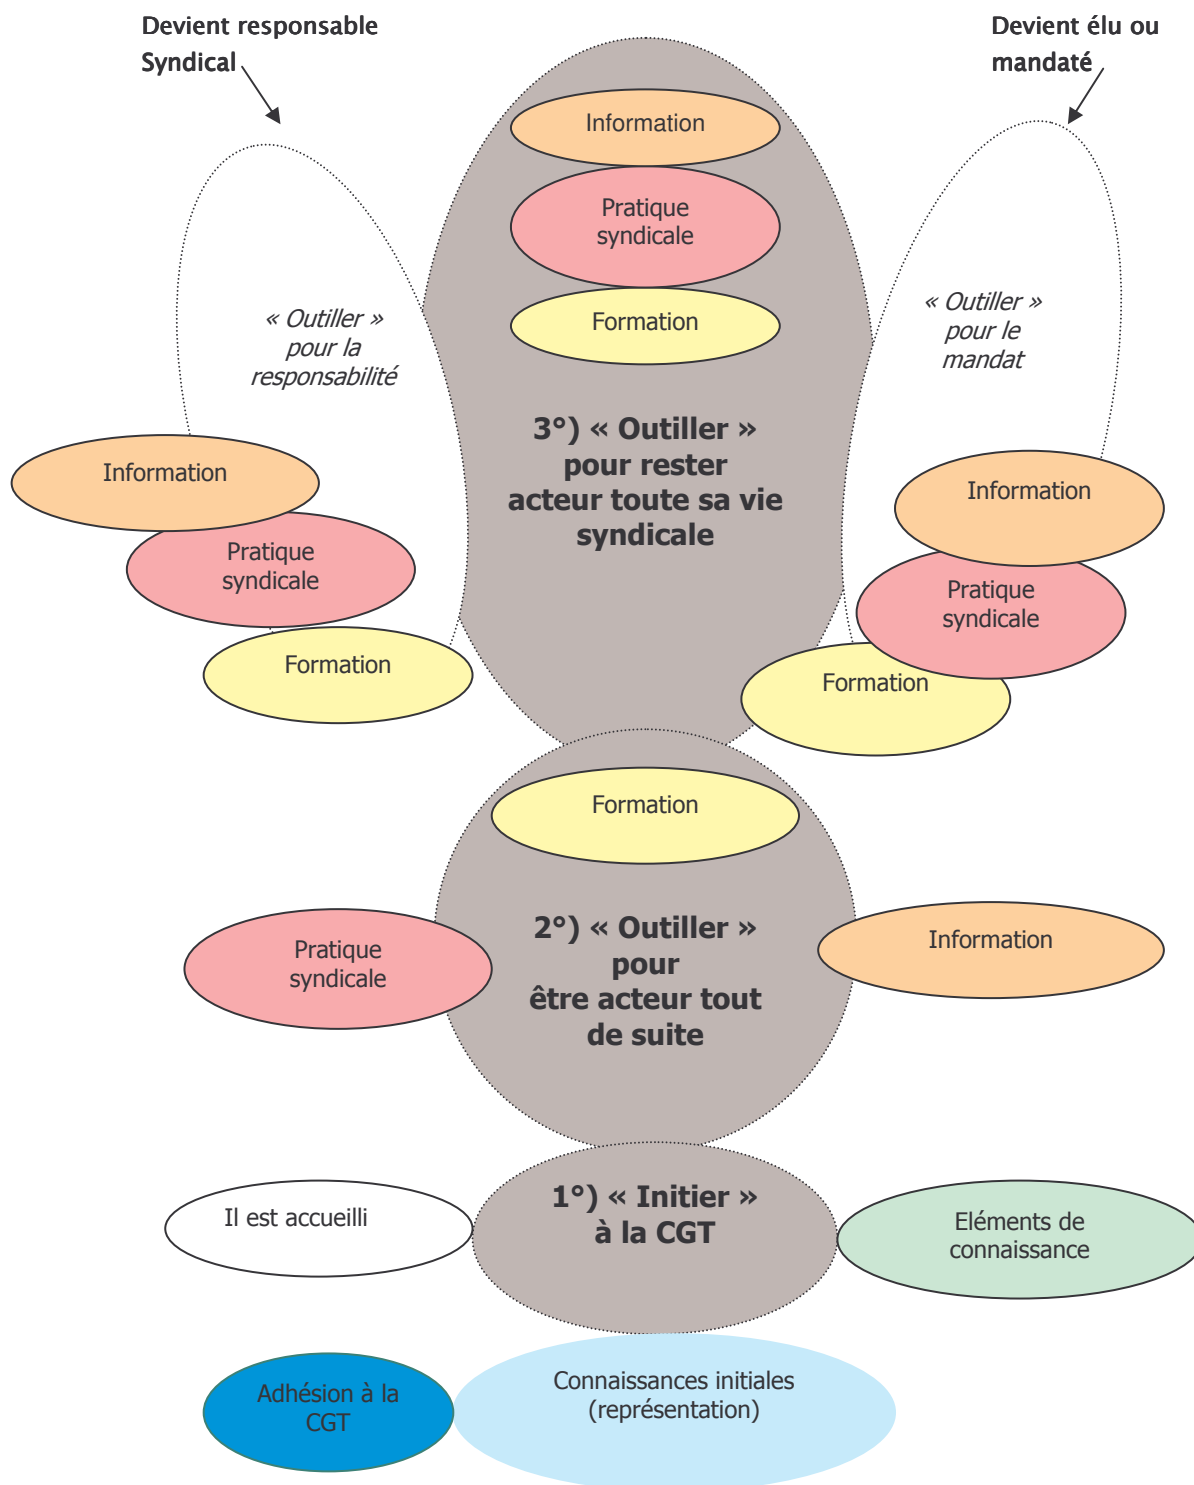 Devient responsable
Syndical
Devient élu ou
mandaté
Information
Pratique
syndicale
Formation
« Outiller »
pour la
responsabilité
« Outiller »
pour le
mandat
3°) « Outiller »
pour rester
acteur toute sa vie
syndicale
Information
Pratique
syndicale
Formation
Information
Pratique
syndicale
Formation
Formation
Pratique
syndicale
2°) « Outiller »
pour
être acteur tout
de suite
Information
Il est accueilli
1°) « Initier »
à la CGT
Eléments de
connaissance
Adhésion à la
CGT
Connaissances initiales
(représentation)